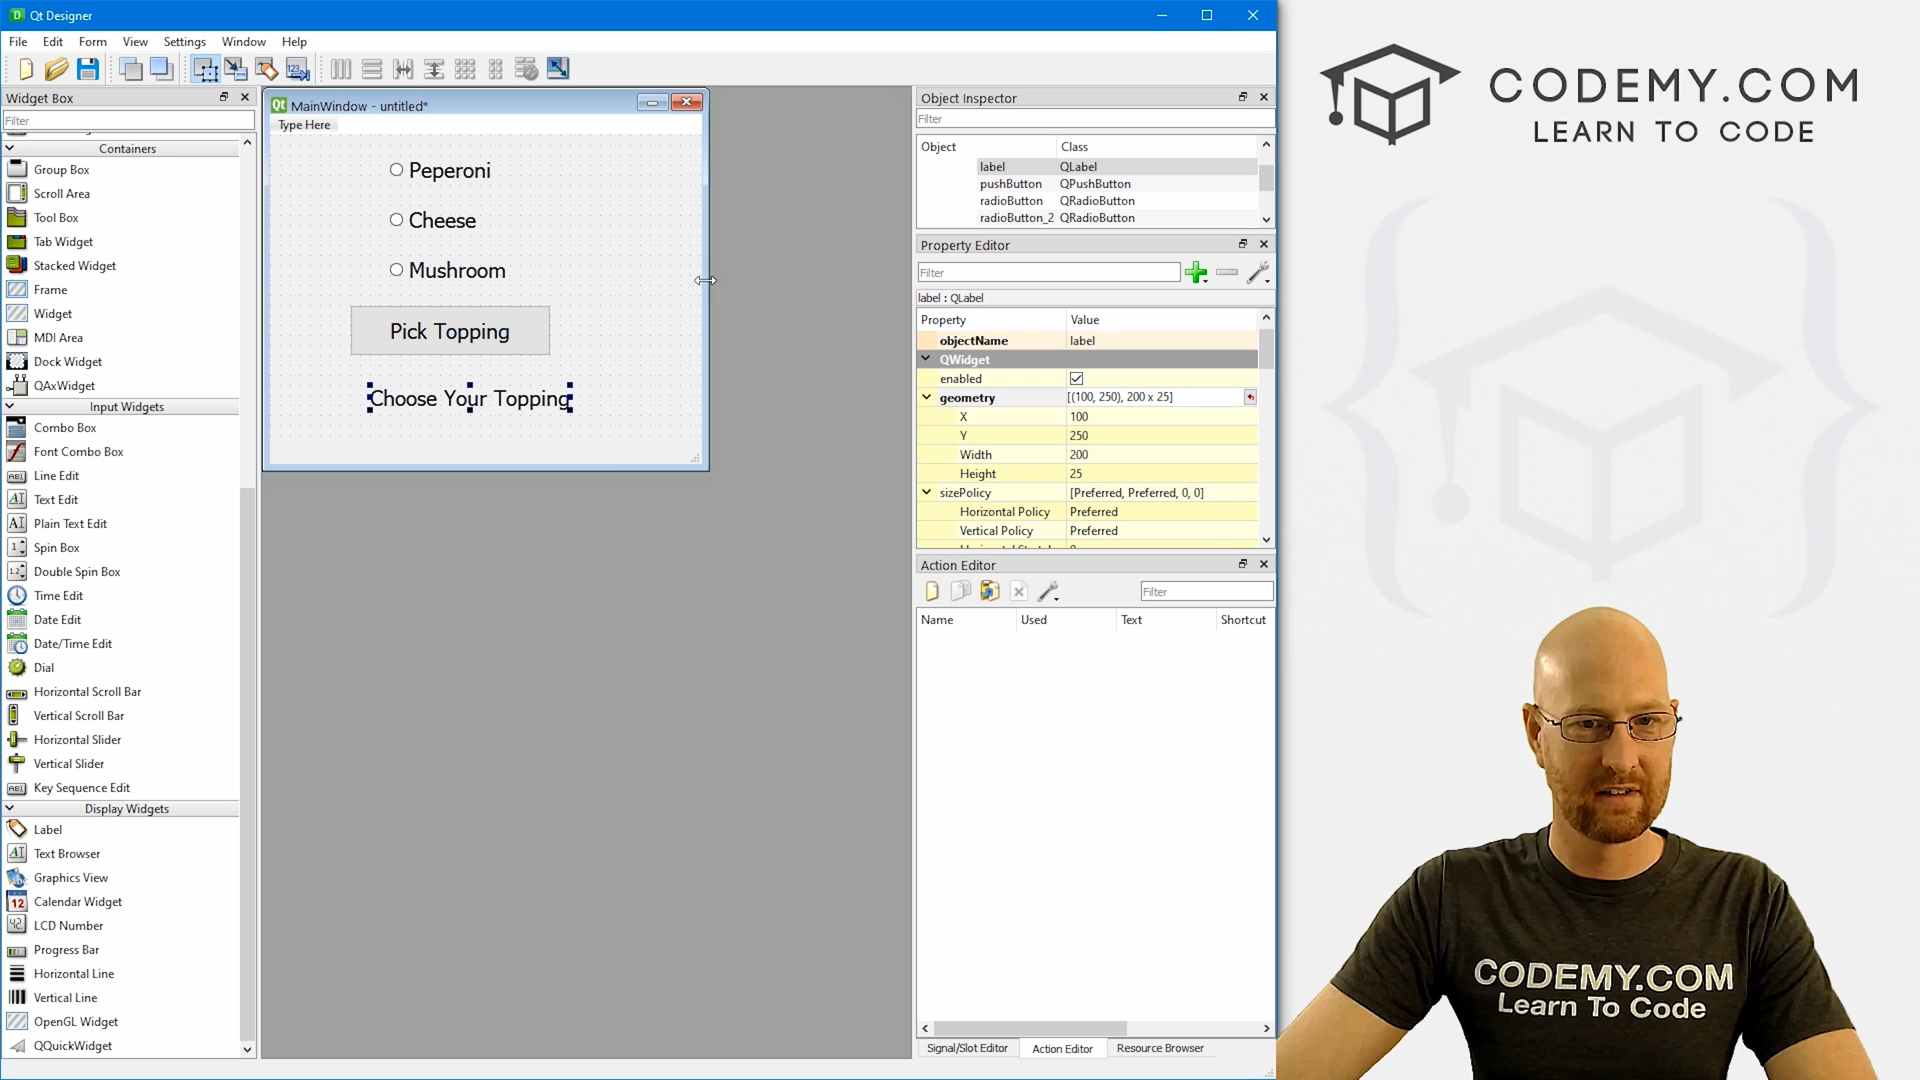 Qt Designer
File Edit Form View Settings Window Help
Widget Box
Filter
Containers
Group Box
Scroll Area
Tool Box
Tab Widget
Stacked Widget
Frame
Widget
MDI Area
Dock Widget
QAxWidget
Input Widgets
Combo Box
Font Combo Box
Line Edit
Text Edit
Plain Text Edit
Spin Box
Double Spin Box
Time Edit
Date Edit
Date/Time Edit
Dial
Horizontal Scroll Bar
Vertical Scroll Bar
Horizontal Slider
Vertical Slider
Key Sequence Edit
Display Widgets
Label
Text Browser
Graphics View
Calendar Widget
LCD Number
Progress Bar
Horizontal Line
Vertical Line
OpenGL Widget
QQuickWidget
MainWindow - untitled*
Type Here
Peperoni
Cheese
Mushroom
Pick Topping
Choose Your Topping
Object Inspector
Filter
Object Class
label QLabel
pushButton QPushButton
radioButton QRadioButton
radioButton_2 QRadioButton
Property Editor
Filter
label : QLabel
Property Value
objectName label
QWidget
enabled
geometry [(100, 250), 200 x 25]
X 100
Y 250
Width 200
Height 25
sizePolicy [Preferred, Preferred, 0, 0]
Horizontal Policy Preferred
Vertical Policy Preferred
Action Editor
Filter
Name Used Text Shortcut
Signal/Slot Editor Action Editor Resource Browser
CODEMY.COM
LEARN TO CODE
CODEMY.COM
Learn To Code